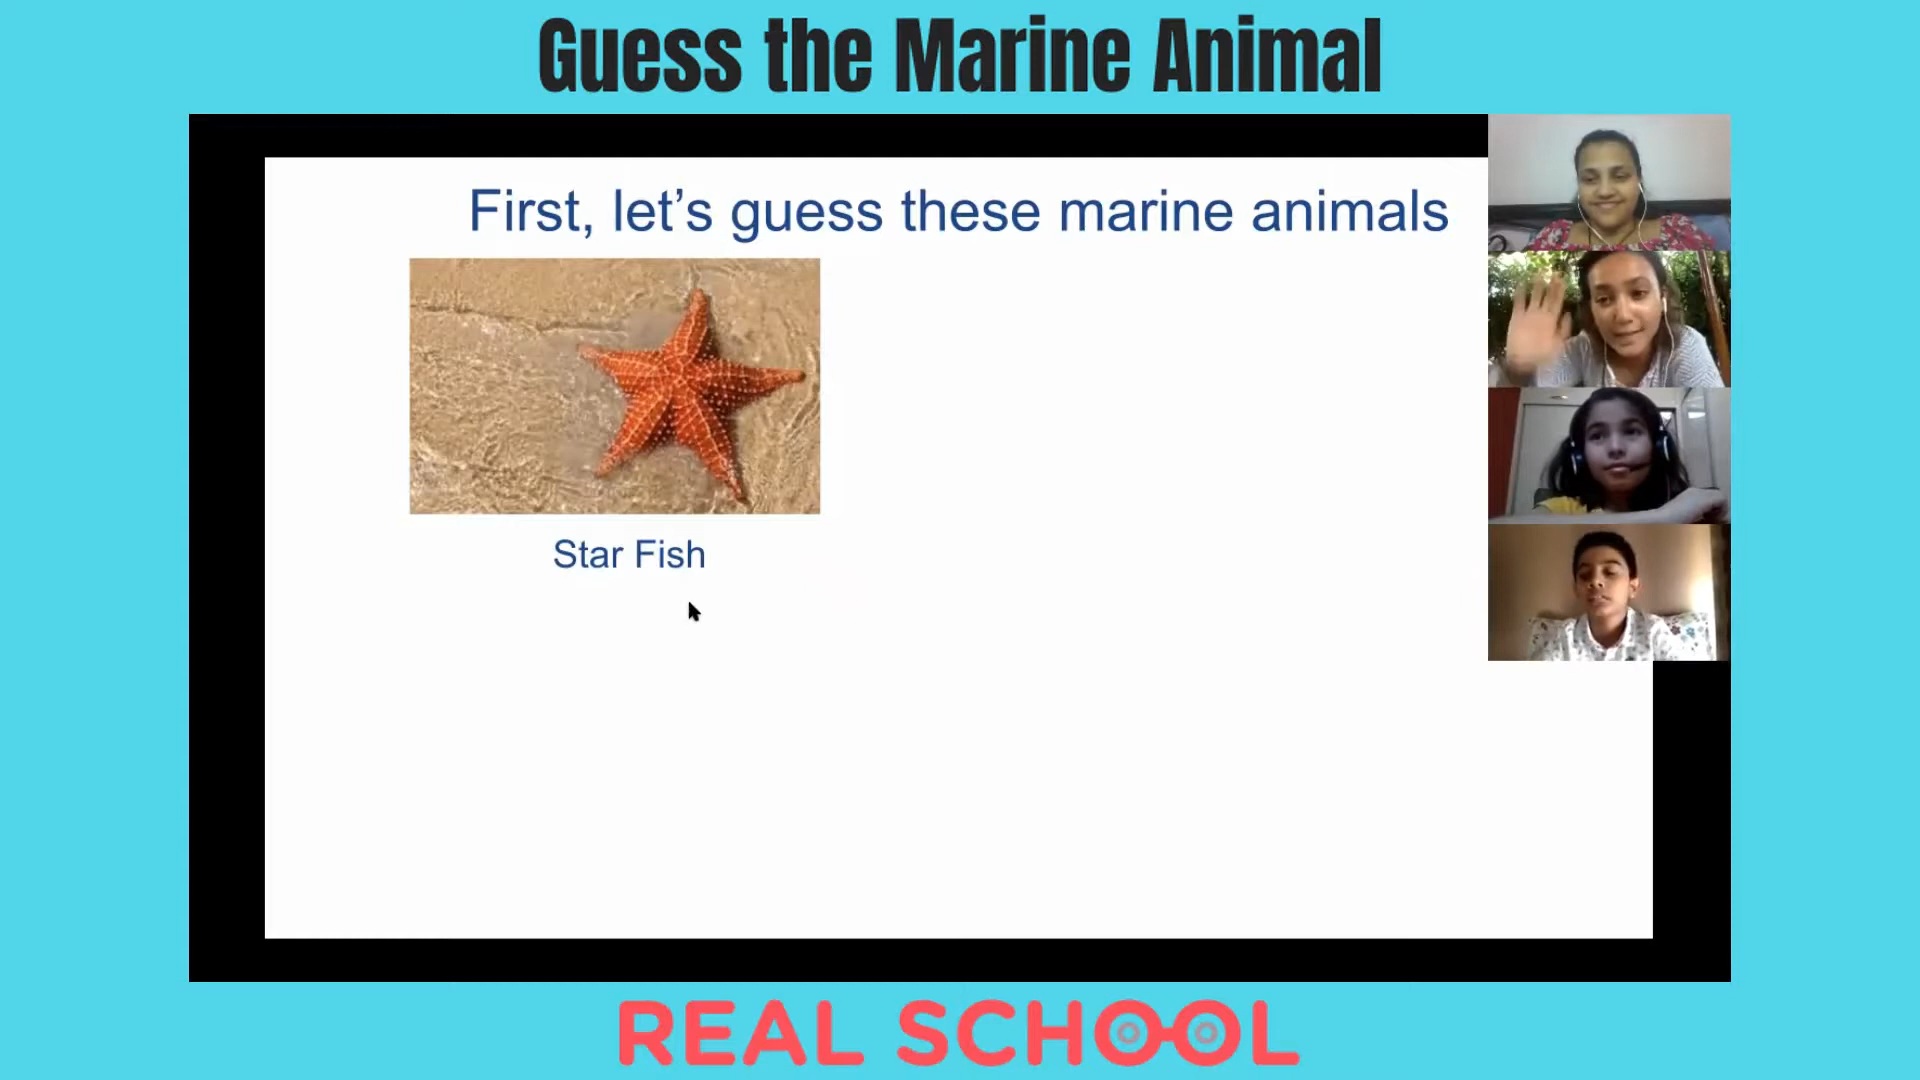 Guess the Marine Animal
First, let's guess these marine animals
Star Fish
REAL SCHOOL